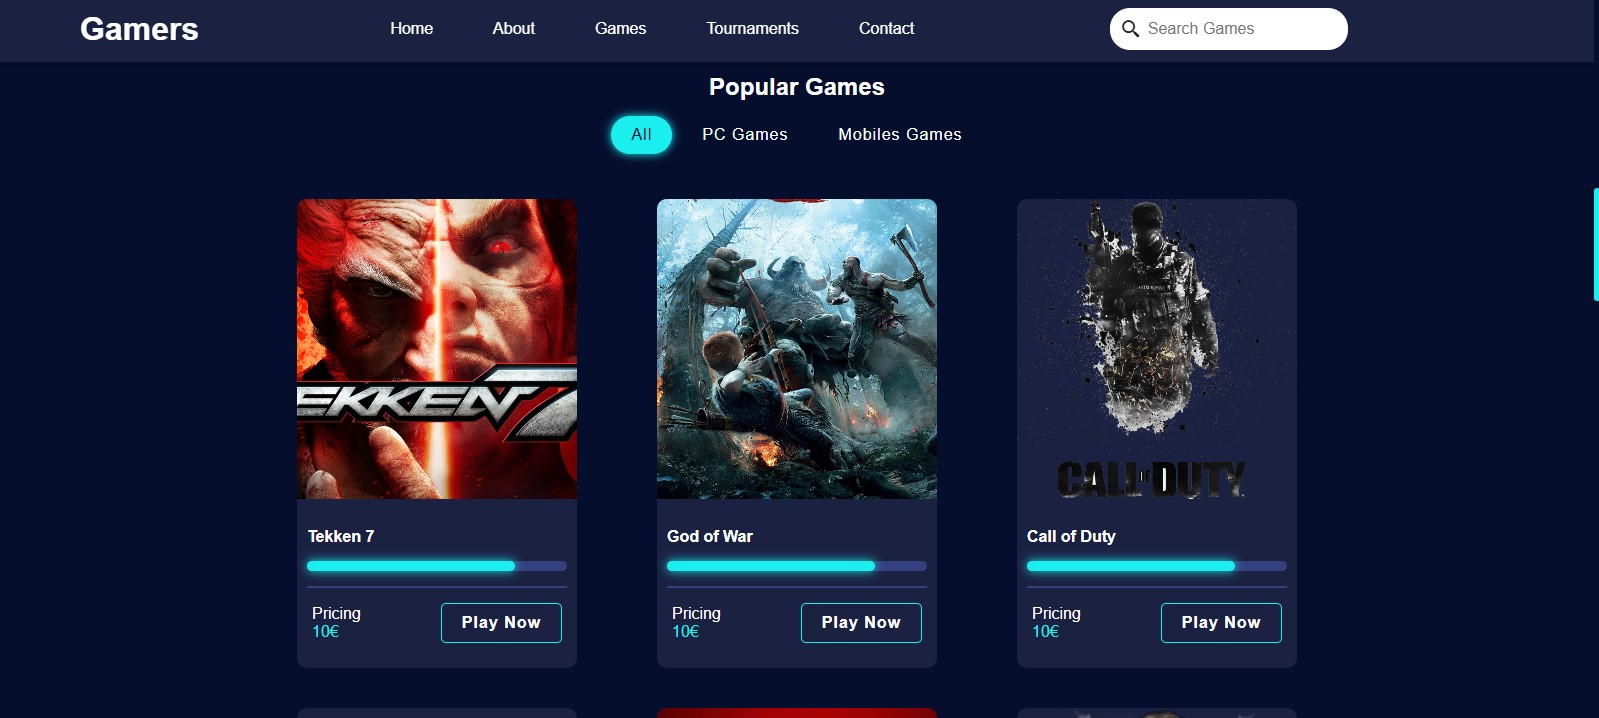 Gamers
Home
About
Games
Tournaments
Contact
Search Games
Popular Games
All
PC Games
Mobiles Games
EKKEN 7
CALL OF DUTY
Tekken 7
God of War
Call of Duty
Pricing
10€
Play Now
Pricing
10€
Play Now
Pricing
10€
Play Now